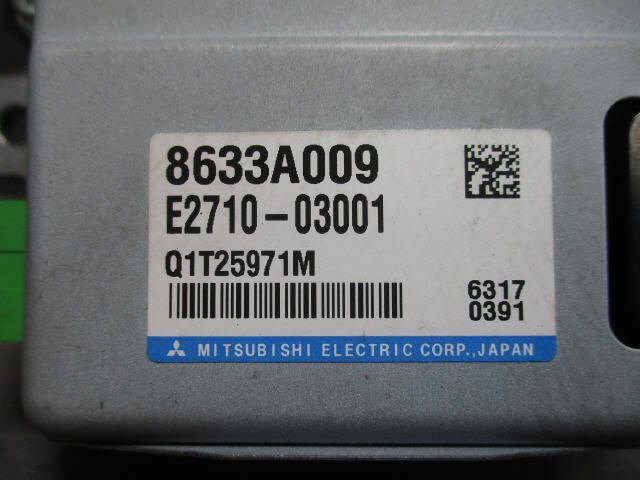 8633A009
E2710-03001
Q1T25971M
6317
0391
MITSUBISHI ELECTRIC CORP.,JAPAN